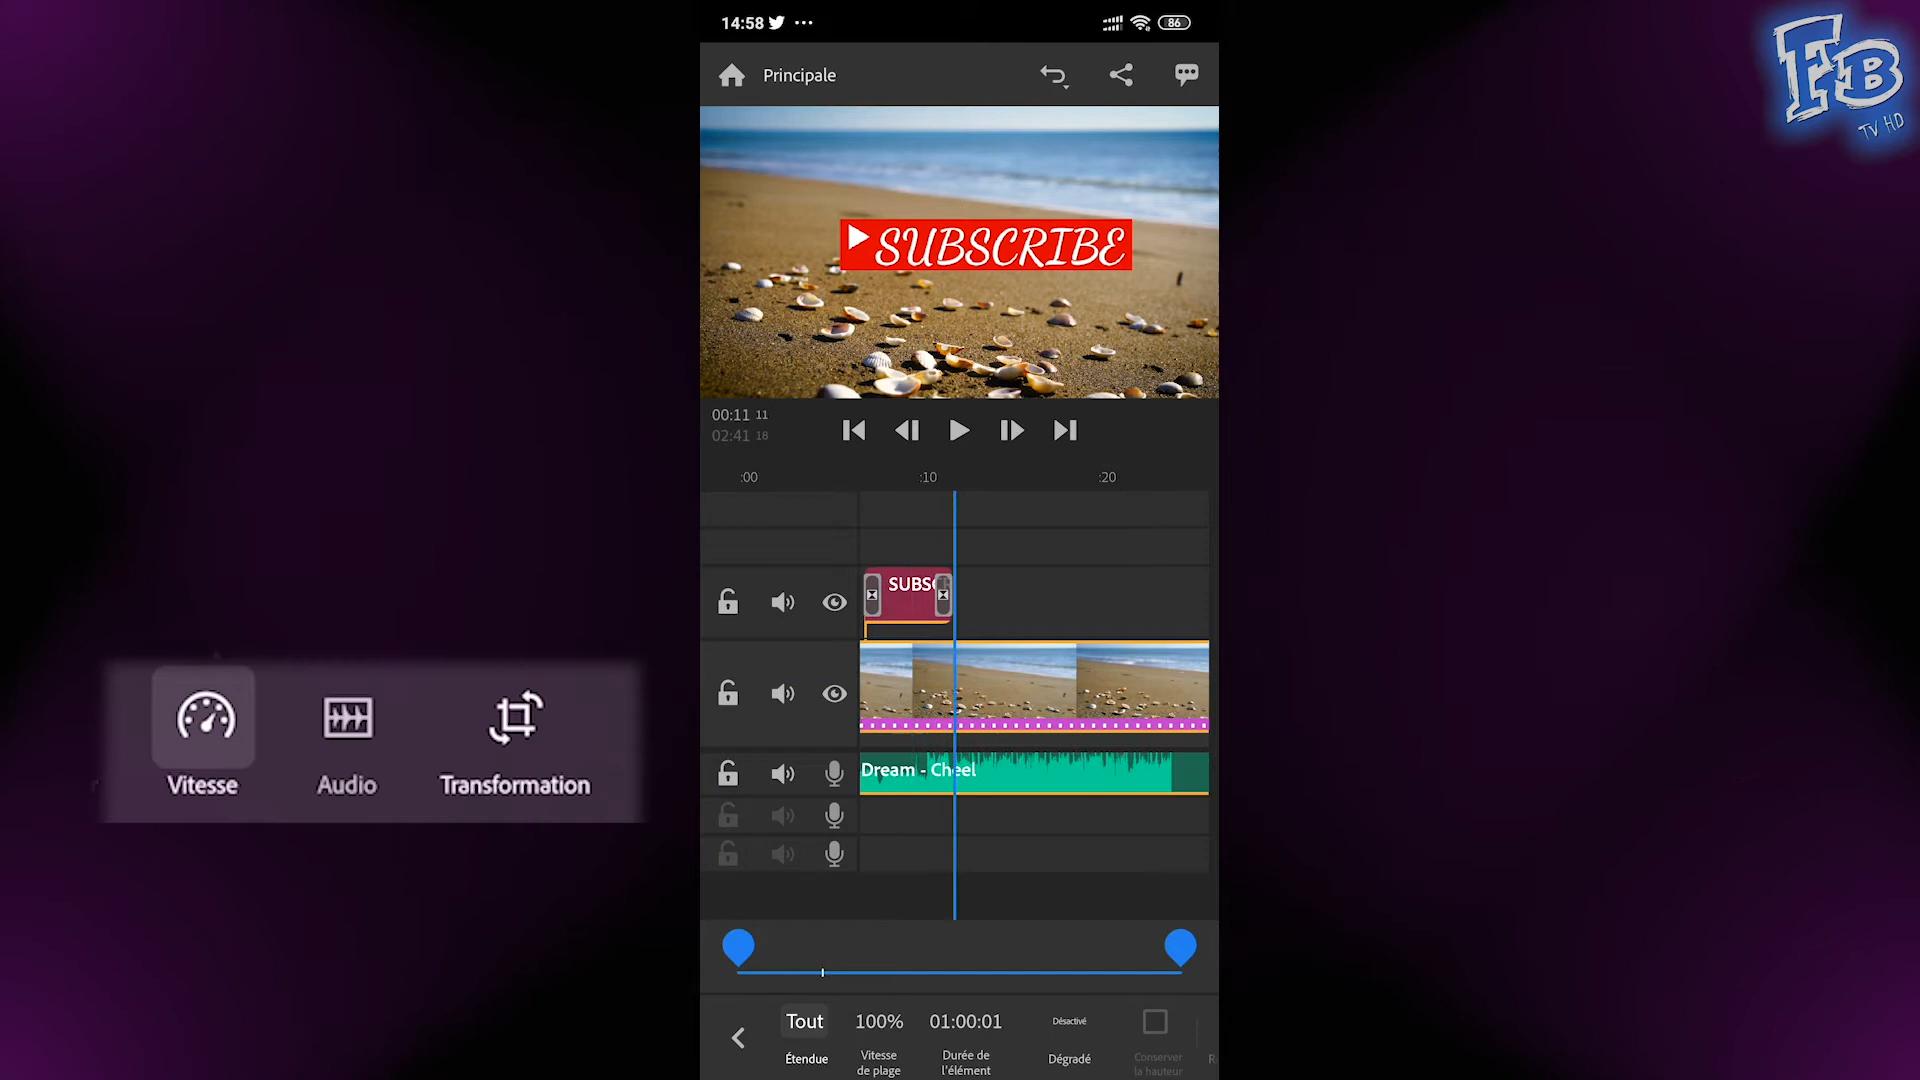 14:58
86
Principale
FB
TV HD
SUBSCRIBE
00:11 11
02:41 18
:00
:10
:20
SUBSC
Dream - Cheel
Vitesse
Audio
Transformation
Tout
100%
01:00:01
Désactivé
Étendue
Vitesse
de plage
Durée de
l'élément
Dégradé
Conserver
la hauteur
R